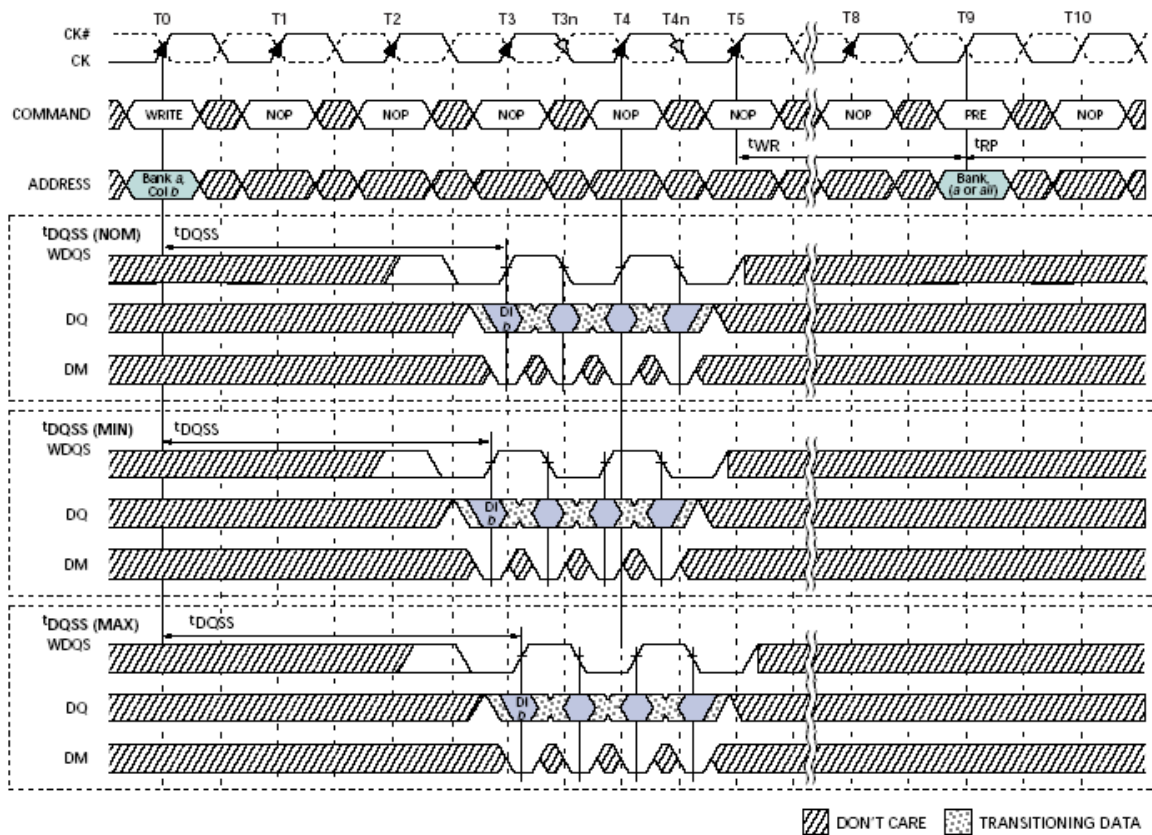 T0 T1 T2 T3 T3n T4 T4n T5 T8 T9 T10
CK#
CK
COMMAND WRITE NOP NOP NOP NOP NOP NOP PRE NOP
tWR tRP
ADDRESS Bank a, Col b Bank, (a or all)
tDQSS (NOM) tDQSS
WDQS
DQ DI b
DM
tDQSS (MIN) tDQSS
WDQS
DQ DI b
DM
tDQSS (MAX) tDQSS
WDQS
DQ DI b
DM
DON'T CARE TRANSITIONING DATA